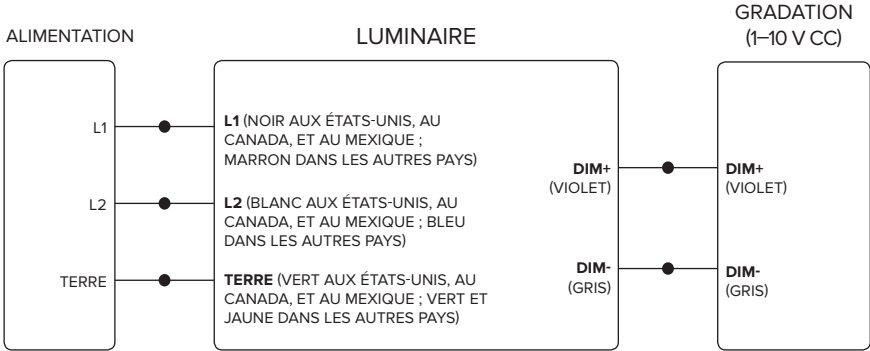 ALIMENTATION
LUMINAIRE
GRADATION
(1–10 V CC)
L1
L1 (NOIR AUX ÉTATS-UNIS, AU
CANADA, ET AU MEXIQUE ;
MARRON DANS LES AUTRES PAYS)
L2
L2 (BLANC AUX ÉTATS-UNIS, AU
CANADA, ET AU MEXIQUE ; BLEU
DANS LES AUTRES PAYS)
TERRE
TERRE (VERT AUX ÉTATS-UNIS, AU
CANADA, ET AU MEXIQUE ; VERT ET
JAUNE DANS LES AUTRES PAYS)
DIM+
(VIOLET)
DIM-
(GRIS)
DIM+
(VIOLET)
DIM-
(GRIS)